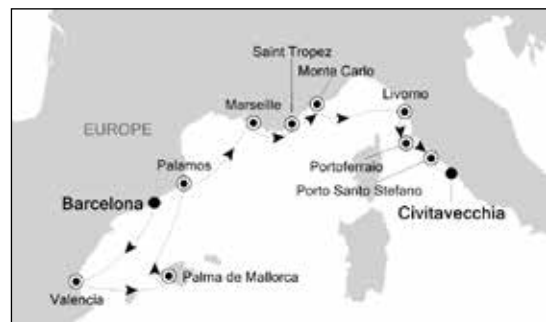 Saint Tropez
Monte Carlo
Marseille
Livorno
EUROPE
Palamos
Portoferraio
Porto Santo Stefano
Barcelona
Civitavecchia
Palma de Mallorca
Valencia